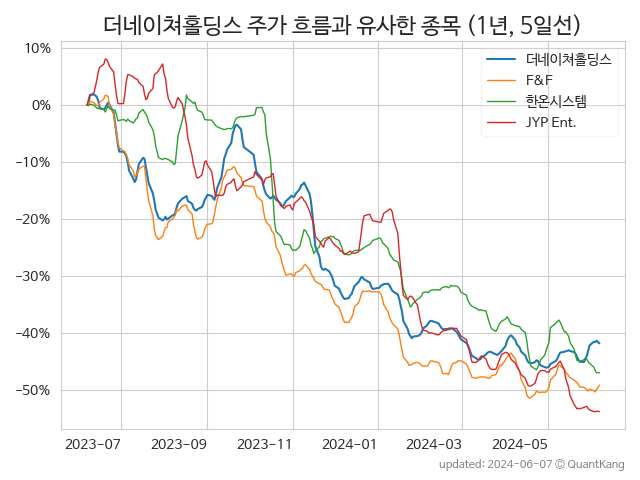 더네이쳐홀딩스 주가 흐름과 유사한 종목 (1년, 5일선)
10%
0%
−10%
−20%
−30%
−40%
−50%
더네이쳐홀딩스
F&F
한온시스템
JYP Ent.
2023-07
2023-09
2023-11
2024-01
2024-03
2024-05
updated: 2024-06-07 © QuantKang